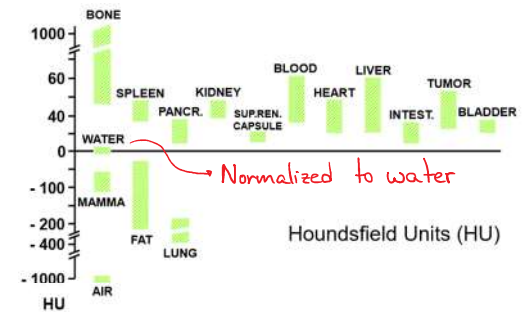 BONE
1000
60
BLOOD
LIVER
SPLEEN
KIDNEY
HEART
TUMOR
40
PANCR.
SUP.REN.
CAPSULE
INTEST.
BLADDER
WATER
0
Normalized to water
- 100
MAMMA
- 200
FAT
LUNG
Houndsfield Units (HU)
- 400
- 1000
AIR
HU